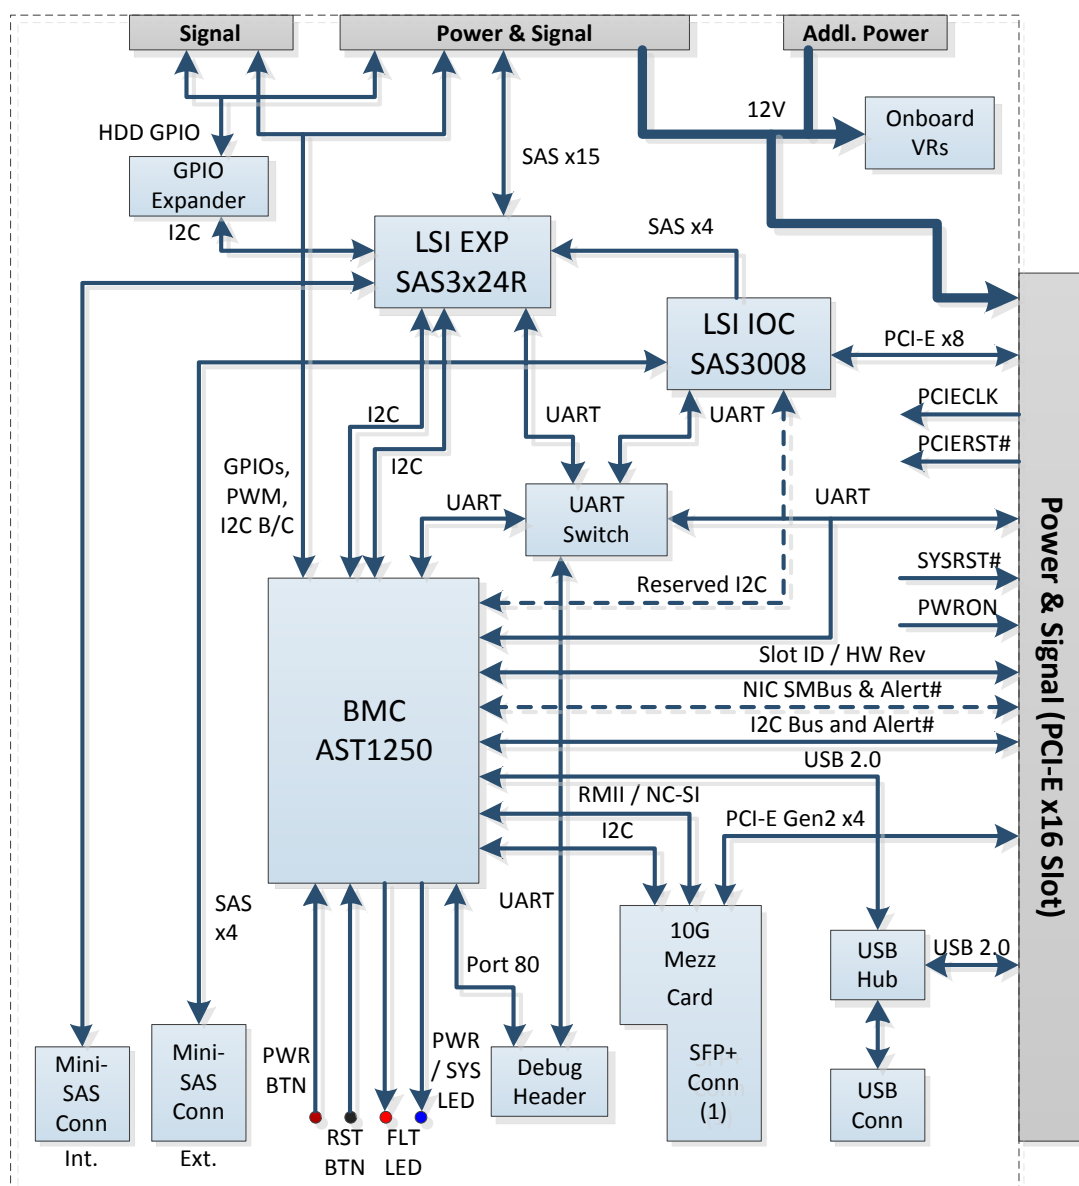 Signal
Power & Signal
Addl. Power
12V
HDD GPIO
Onboard
VRs
GPIO
Expander
SAS x15
I2C
LSI EXP
SAS3x24R
SAS x4
LSI IOC
SAS3008
PCI-E x8
PCIECLK
I2C
UART
UART
PCIERST#
I2C
GPIOs,
PWM,
I2C B/C
UART
UART
Switch
UART
Power & Signal (PCI-E x16 Slot)
SYSRST#
Reserved I2C
PWRON
Slot ID / HW Rev
NIC SMBus & Alert#
BMC
AST1250
I2C Bus and Alert#
USB 2.0
RMII / NC-SI
PCI-E Gen2 x4
I2C
SAS
x4
UART
10G
Mezz
Card
USB
Hub
USB 2.0
Port 80
Mini-
SAS
Conn
Int.
Mini-
SAS
Conn
Ext.
PWR
BTN
RST
BTN
FLT
LED
PWR
/ SYS
LED
Debug
Header
SFP+
Conn
(1)
USB
Conn